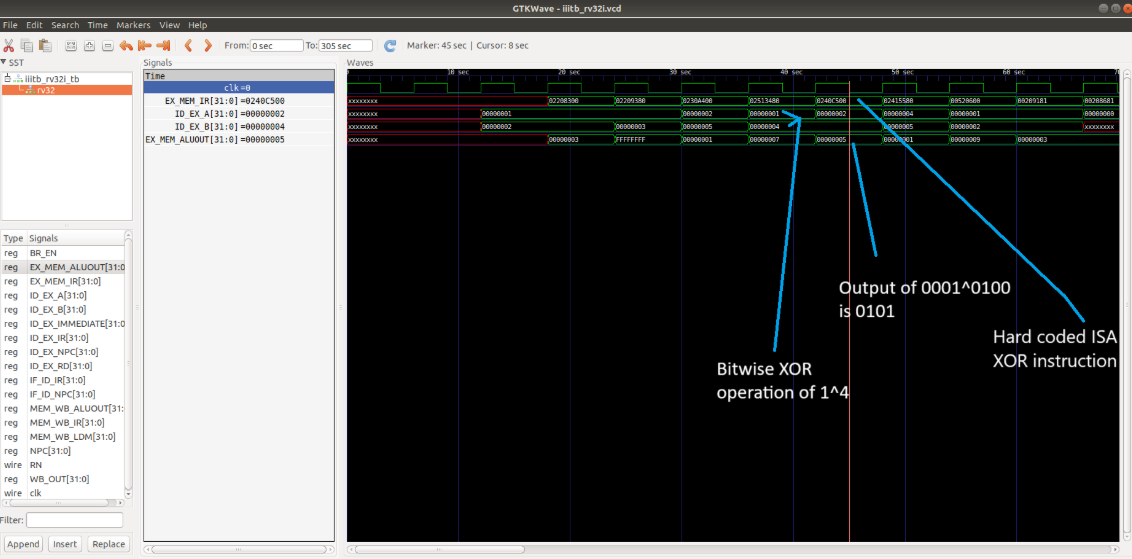 GTKWave - iiitb_rv32i.vcd
File Edit Search Time Markers View Help
From: 0 sec To: 305 sec Marker: 45 sec | Cursor: 8 sec
SST
iiitb_rv32i_tb
rv32
Type Signals
reg BR_EN
reg EX_MEM_ALUOUT[31:0
reg EX_MEM_IR[31:0]
reg ID_EX_A[31:0]
reg ID_EX_B[31:0]
reg ID_EX_IMMEDIATE[31:0
reg ID_EX_IR[31:0]
reg ID_EX_NPC[31:0]
reg ID_EX_RD[31:0]
reg IF_ID_IR[31:0]
reg IF_ID_NPC[31:0]
reg MEM_WB_ALUOUT[31:
reg MEM_WB_IR[31:0]
reg MEM_WB_LDM[31:0]
reg NPC[31:0]
wire RN
reg WB_OUT[31:0]
wire clk
Filter:
Append Insert Replace
Signals
Time
clk =0
EX_MEM_IR[31:0] =0240C500
ID_EX_A[31:0] =00000002
ID_EX_B[31:0] =00000004
EX_MEM_ALUOUT[31:0] =00000005
Waves
10 sec 20 sec 30 sec 40 sec 50 sec 60 sec 70
xxxxxxxx 02208300 02209380 0230A400 02513480 0240C500 02415580 00520600 00209181 00208681
xxxxxxxx 00000001 00000002 00000001 00000002 00000004 00000001 00000000
xxxxxxxx 00000002 00000003 00000005 00000004 00000005 00000002 xxxxxxxx
xxxxxxxx 00000003 FFFFFFFF 00000001 00000007 00000005 00000001 00000009 00000003
Output of 0001^0100
is 0101
Hard coded ISA
XOR instruction
Bitwise XOR
operation of 1^4